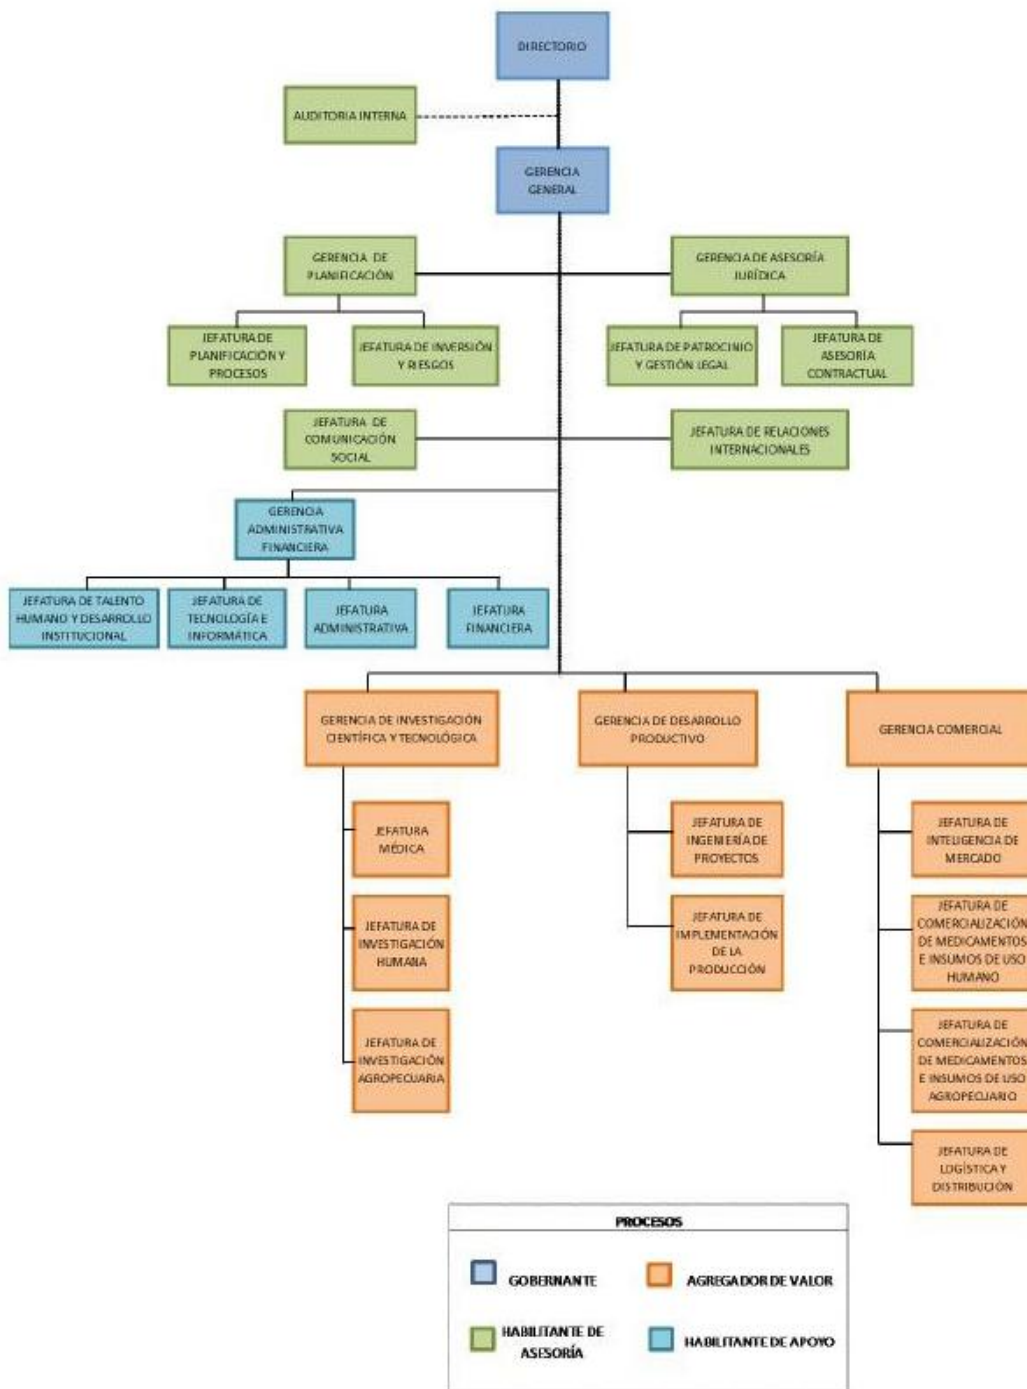 DIRECTORIO
AUDITORIA INTERNA
GERENCIA
GENERAL
GERENCIA DE
PLANIFICACIÓN
GERENCIA DE ASESORÍA
JURÍDICA
JEFATURA DE
PLANIFICACIÓN Y
PROCESOS
JEFATURA DE INVERSIÓN
Y RIESGOS
JEFATURA DE PATROCINIO
Y GESTIÓN LEGAL
JEFATURA DE
ASESORÍA
CONTRACTUAL
JEFATURA DE
COMUNICACIÓN
SOCIAL
JEFATURA DE RELACIONES
INTERNACIONALES
GERENCIA
ADMINISTRATIVA
FINANCIERA
JEFATURA DE TALENTO
HUMANO Y DESARROLLO
INSTITUCIONAL
JEFATURA DE
TECNOLOGÍA E
INFORMÁTICA
JEFATURA
ADMINISTRATIVA
JEFATURA
FINANCIERA
GERENCIA DE INVESTIGACIÓN
CIENTÍFICA Y TECNOLÓGICA
GERENCIA DE DESARROLLO
PRODUCTIVO
GERENCIA COMERCIAL
JEFATURA
MÉDICA
JEFATURA DE
INVESTIGACIÓN
HUMANA
JEFATURA DE
INVESTIGACIÓN
AGROPECUARIA
JEFATURA DE
INGENIERÍA DE
PROYECTOS
JEFATURA DE
IMPLEMENTACIÓN
DE LA
PRODUCCIÓN
JEFATURA DE
INTELIGENCIA DE
MERCADO
JEFATURA DE
COMERCIALIZACIÓN
DE MEDICAMENTOS
E INSUMOS DE USO
HUMANO
JEFATURA DE
COMERCIALIZACIÓN
DE MEDICAMENTOS
E INSUMOS DE USO
AGROPECUARIO
JEFATURA DE
LOGÍSTICA Y
DISTRIBUCIÓN
PROCESOS
GOBERNANTE
AGREGADOR DE VALOR
HABILITANTE DE
ASESORÍA
HABILITANTE DE APOYO